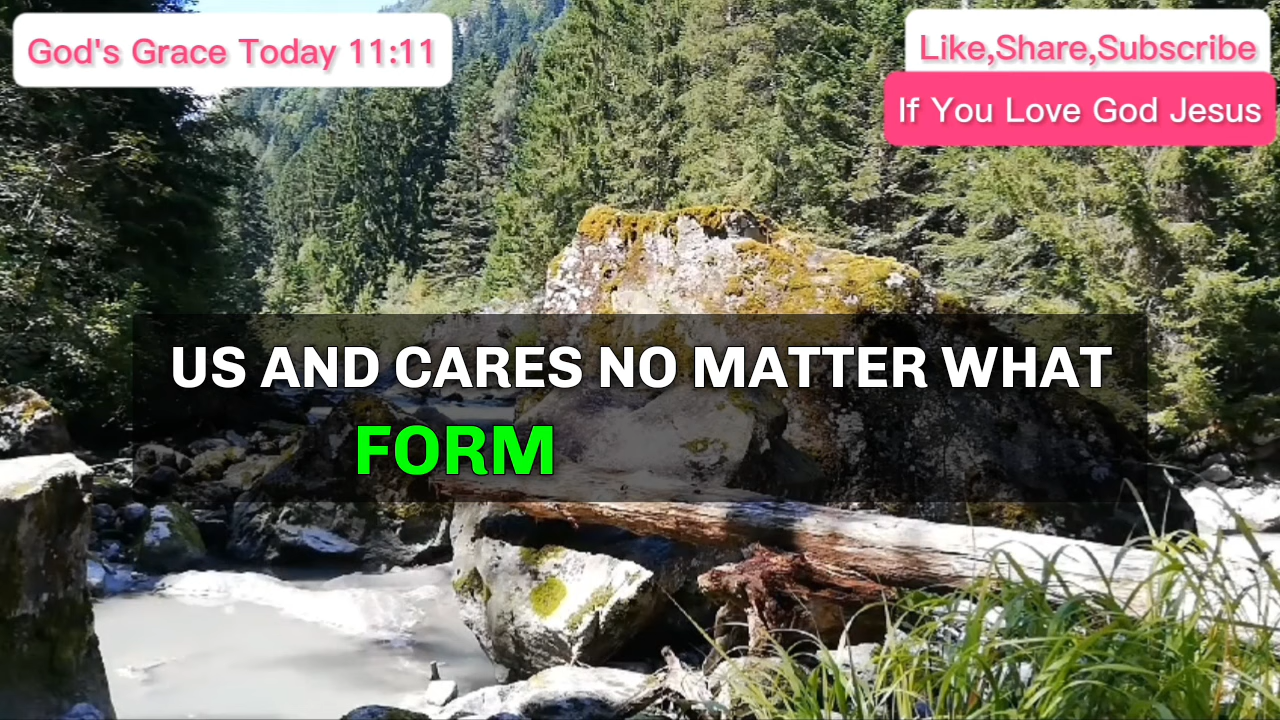 God's Grace Today 11:11
Like,Share,Subscribe
If You Love God Jesus
US AND CARES NO MATTER WHAT
FORM